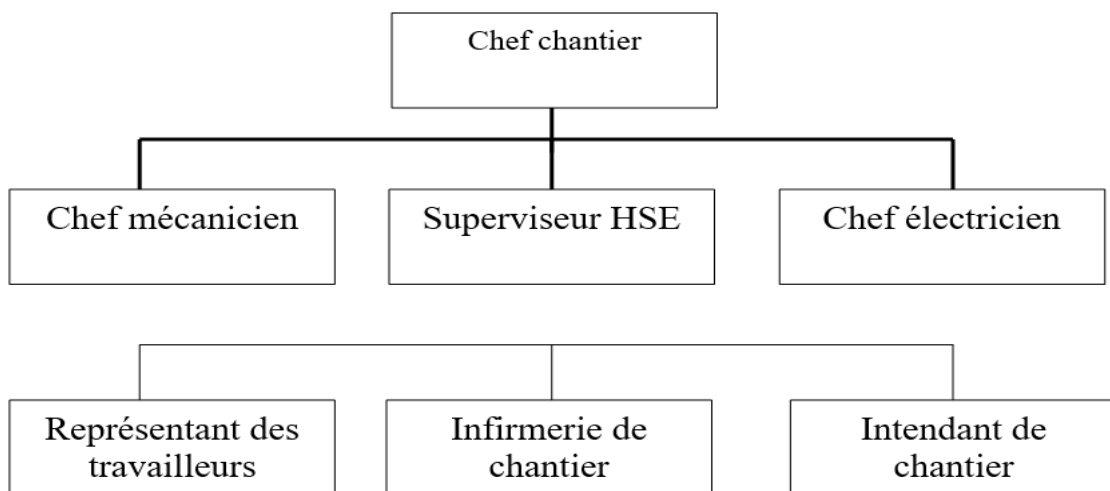 Chef chantier
Chef mécanicien
Superviseur HSE
Chef électricien
Représentant des
travailleurs
Infirmerie de
chantier
Intendant de
chantier